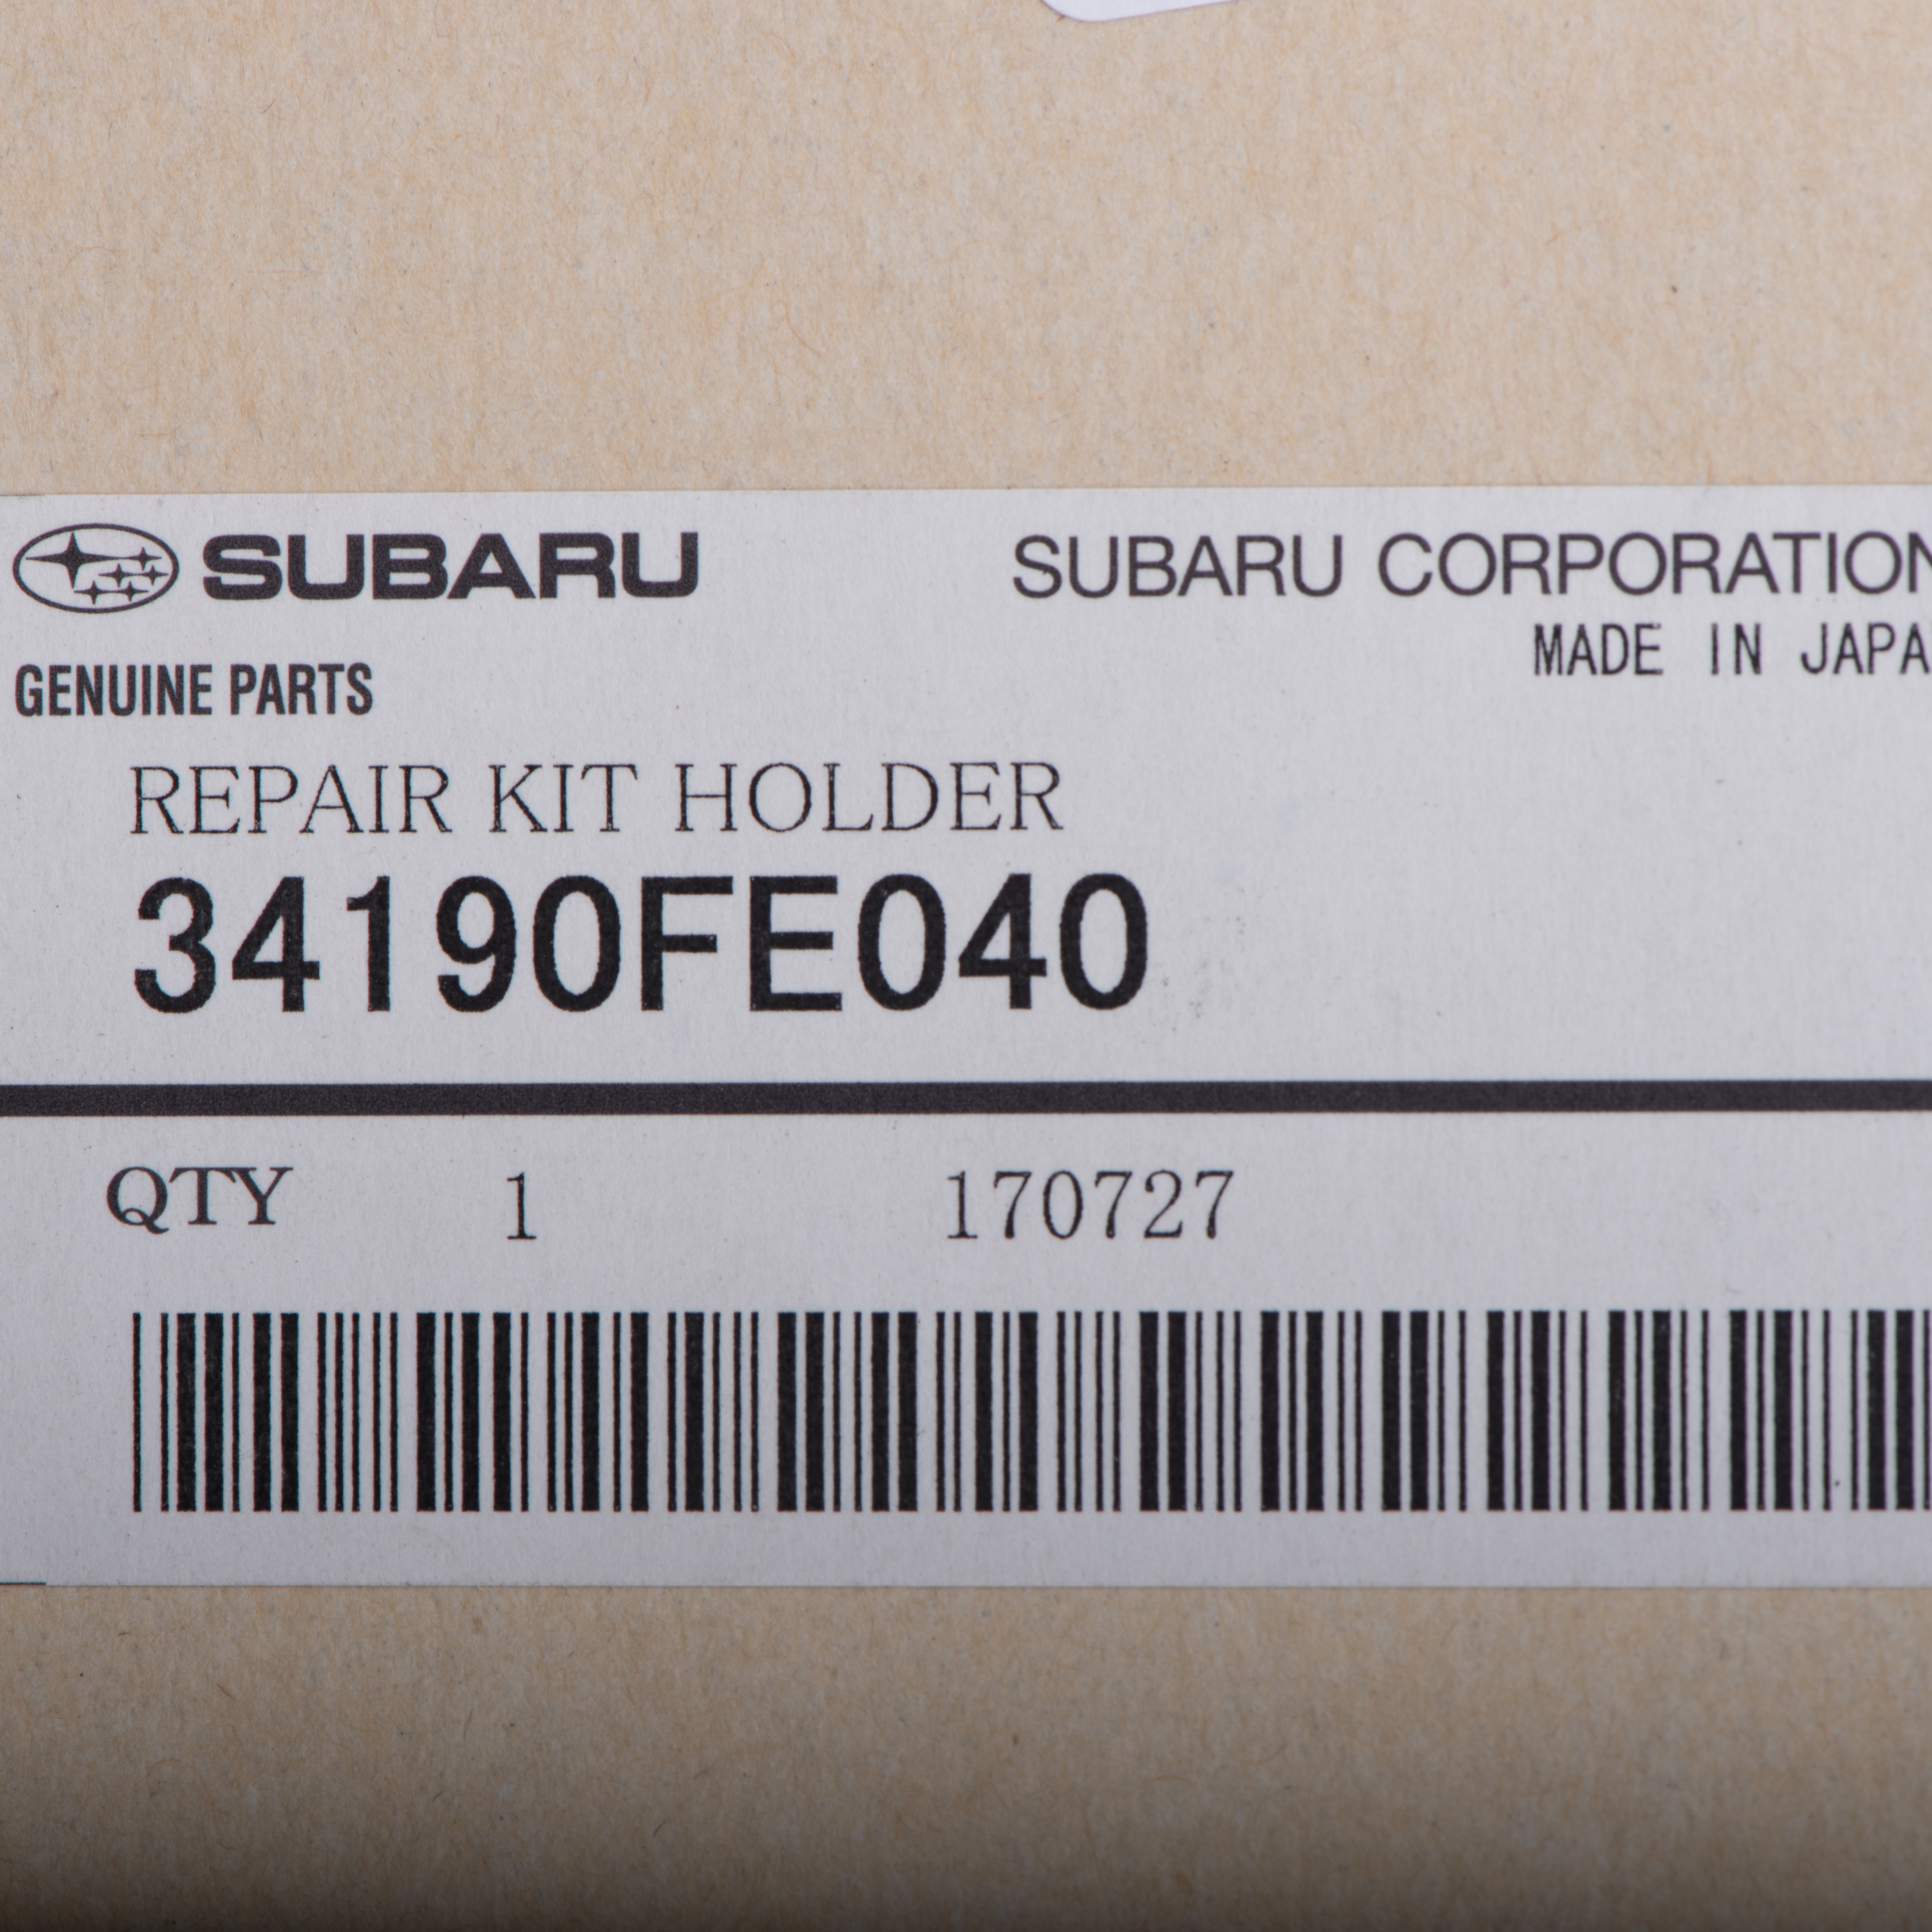 SUBARU SUBARU CORPORATION
MADE IN JAPA
GENUINE PARTS
REPAIR KIT HOLDER
34190FE040
QTY 1 170727